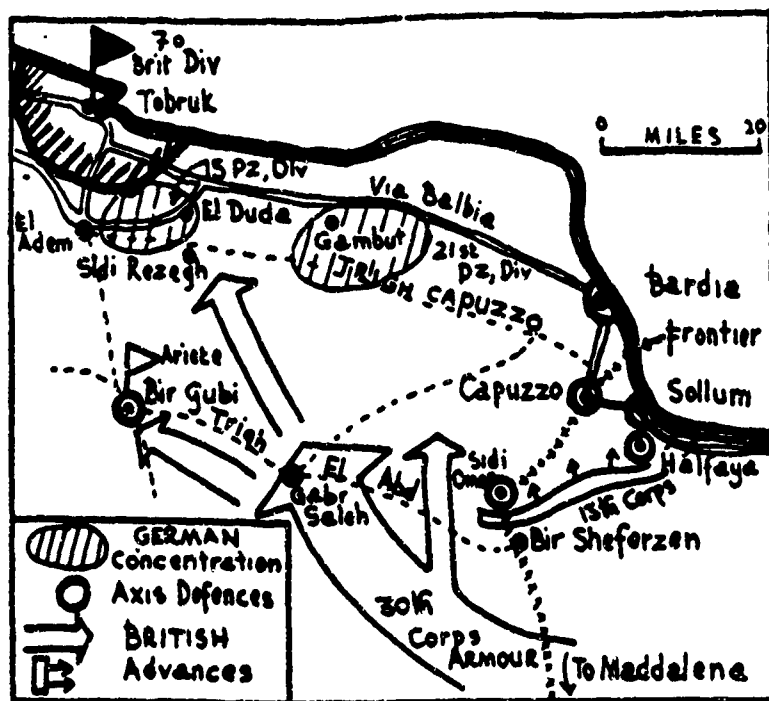 70
Brit Div
Tobruk
0 MILES 20
15 PZ, Div
Via Balbia
El Duda
El
Adem
Gambut
Sidi Rezegh
21st
PZ, Div
TRIGH CAPUZZO
Bardia
Frontier
Ariete
Capuzzo
Sollum
Bir Gubi
Trigh
El
Gabr
Saleh
Abd
Sidi
Omar
Halfaya
13th Corps
Bir Sheferzen
GERMAN
Concentration
Axis Defences
BRITISH
Advances
30th
Corps
ARMOUR
To Maddalena